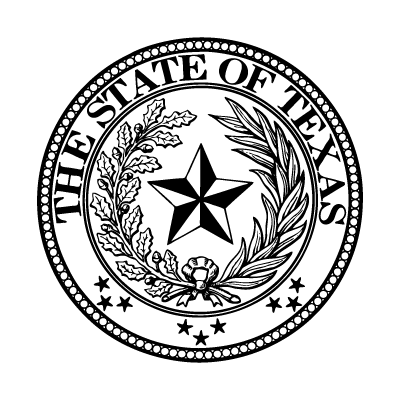 THE STATE OF TEXAS